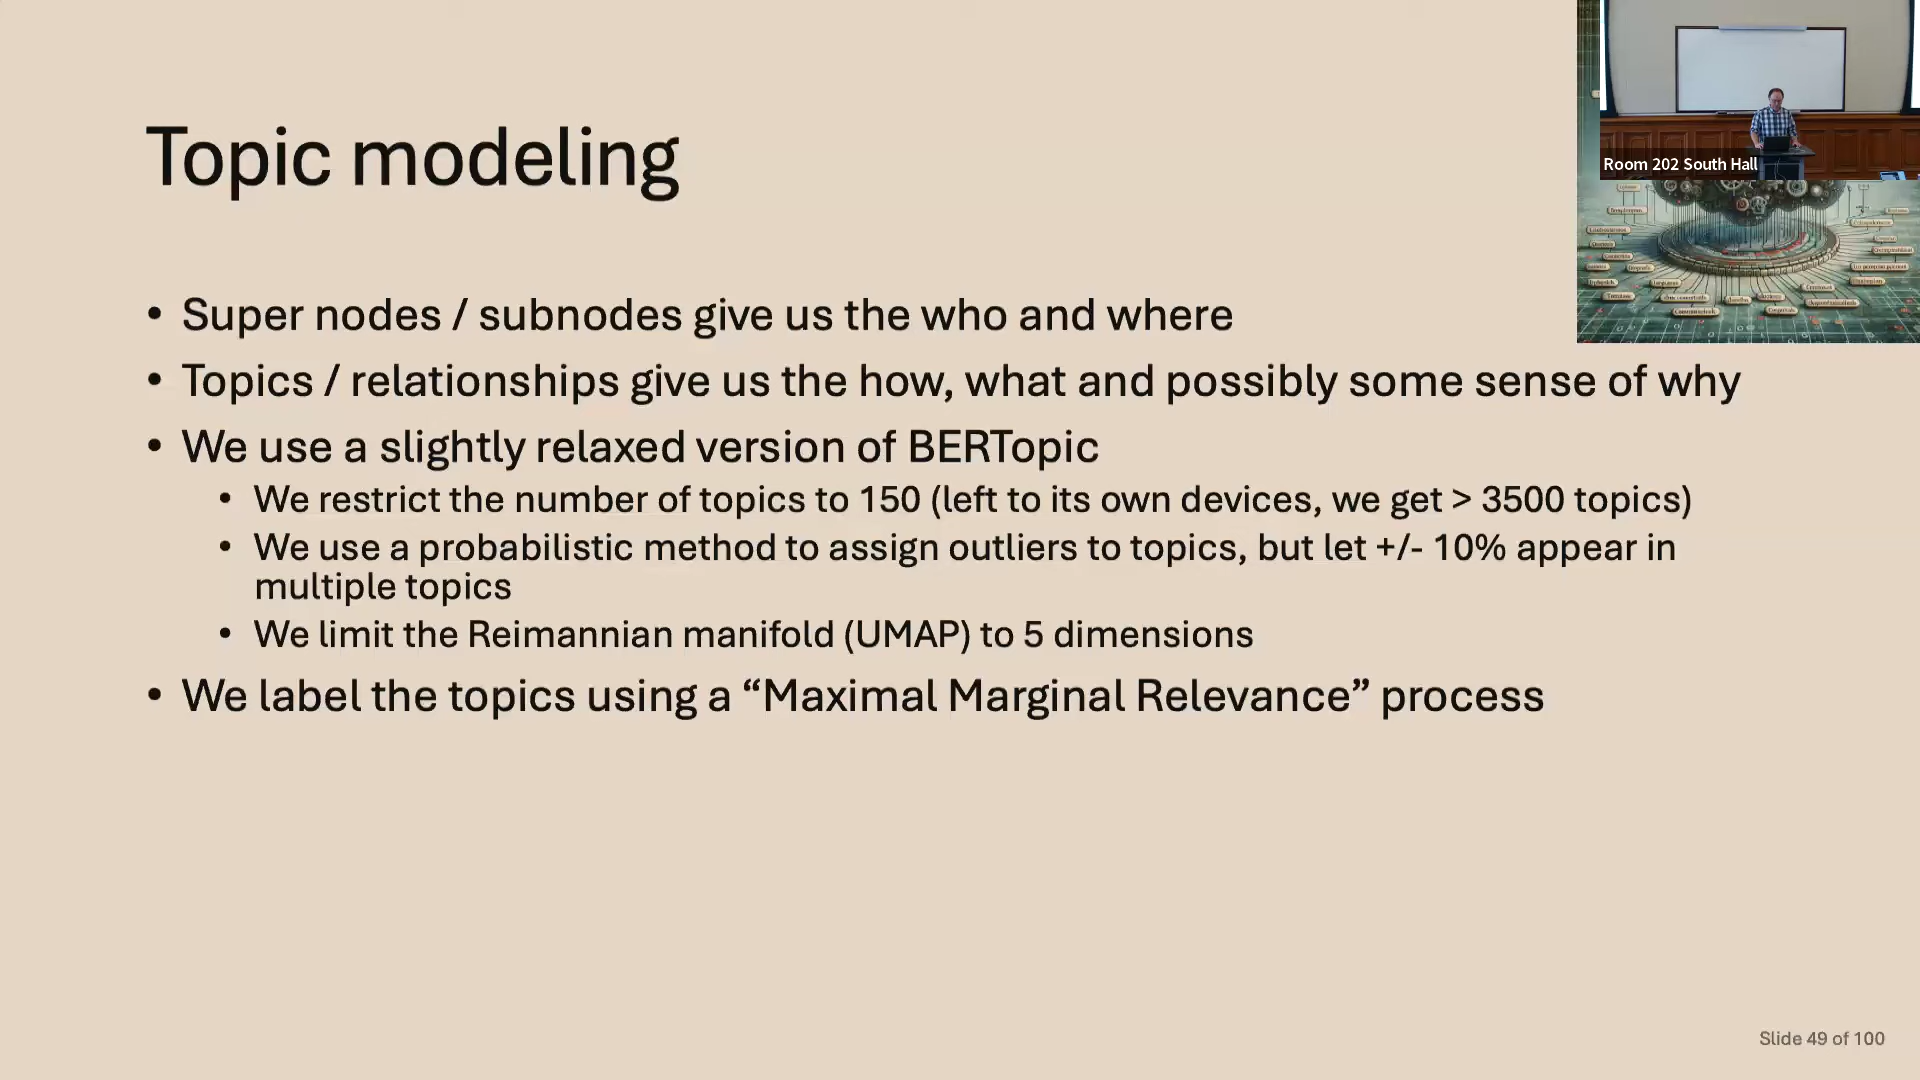 Topic modeling
• Super nodes / subnodes give us the who and where
• Topics / relationships give us the how, what and possibly some sense of why
• We use a slightly relaxed version of BERTopic
• We restrict the number of topics to 150 (left to its own devices, we get > 3500 topics)
• We use a probabilistic method to assign outliers to topics, but let +/- 10% appear in
multiple topics
• We limit the Reimannian manifold (UMAP) to 5 dimensions
• We label the topics using a “Maximal Marginal Relevance” process
Room 202 South Hall
Slide 49 of 100